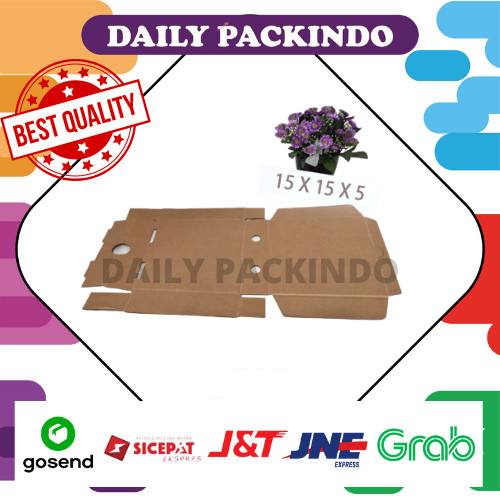 DAILY PACKINDO
BEST QUALITY
15 X 15 X 5
DAILY PACKINDO
gosend
SICEPAT
EKSPRES
J&T
JNE
EXPRESS
Grab